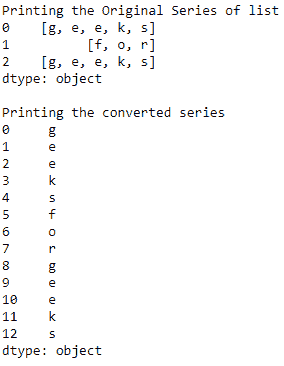 Printing the Original Series of list
0    [g, e, e, k, s]
1          [f, o, r]
2    [g, e, e, k, s]
dtype: object

Printing the converted series
0     g
1     e
2     e
3     k
4     s
5     f
6     o
7     r
8     g
9     e
10    e
11    k
12    s
dtype: object